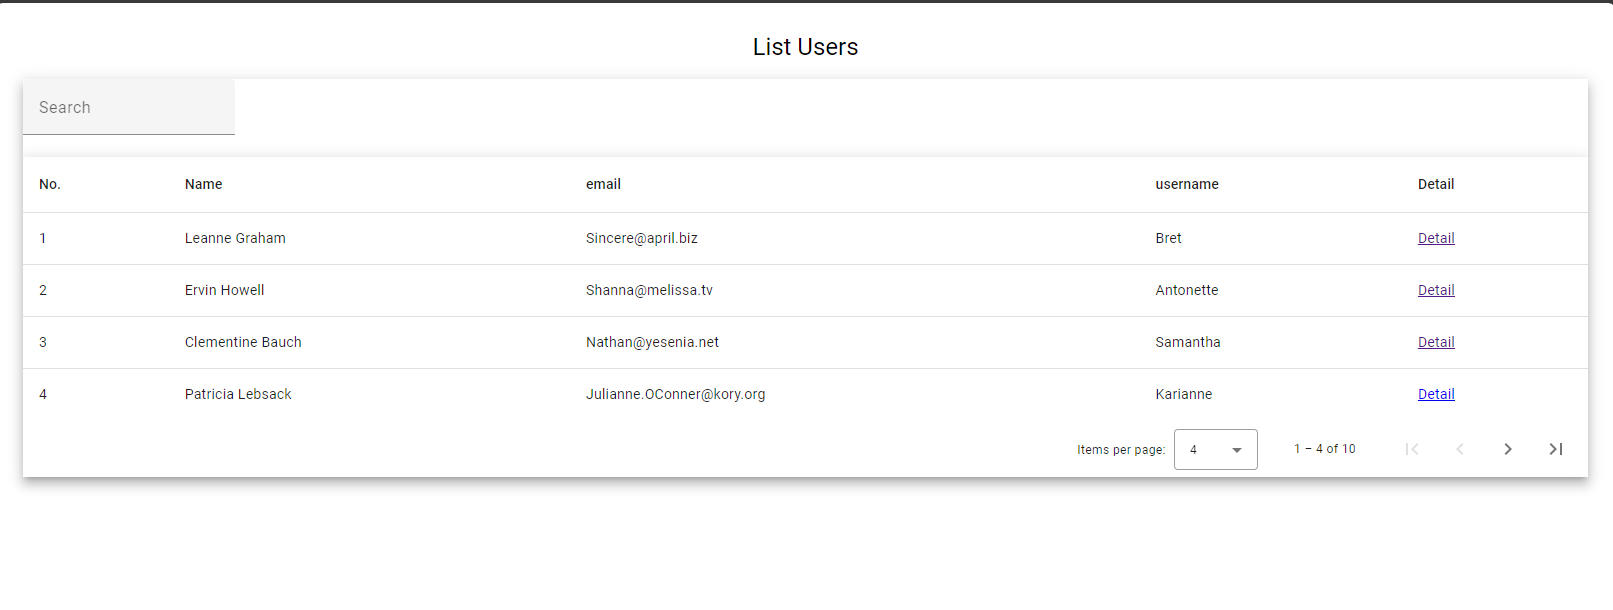 List Users
Search
No. Name email username Detail
1 Leanne Graham Sincere@april.biz Bret Detail
2 Ervin Howell Shanna@melissa.tv Antonette Detail
3 Clementine Bauch Nathan@yesenia.net Samantha Detail
4 Patricia Lebsack Julianne.OConner@kory.org Karianne Detail
Items per page: 4 1 – 4 of 10